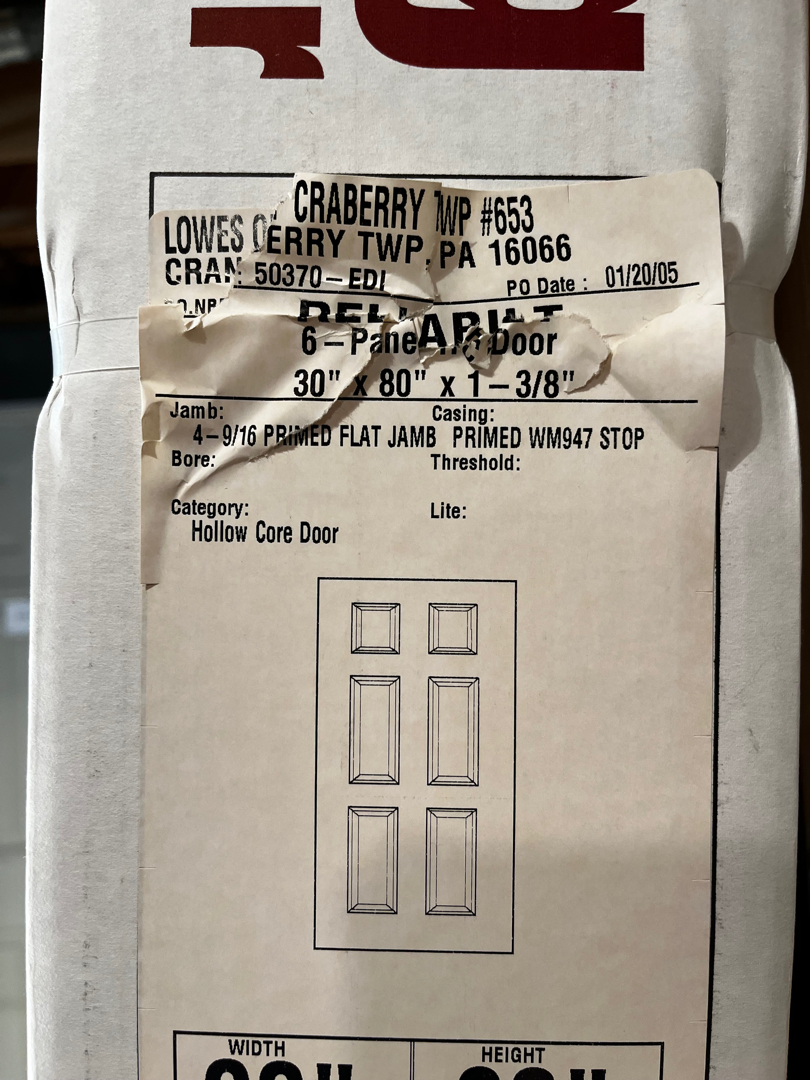 CRABERRY TWP #653
LOWES O
ERRY TWP, PA 16066
CRAN: 50370-EDI
PO Date : 01/20/05
RELIABILT
6-Pane Door
30" x 80" x 1-3/8"
Jamb: Casing:
4-9/16 PRIMED FLAT JAMB PRIMED WM947 STOP
Bore: Threshold:
Category: Lite:
Hollow Core Door
WIDTH HEIGHT